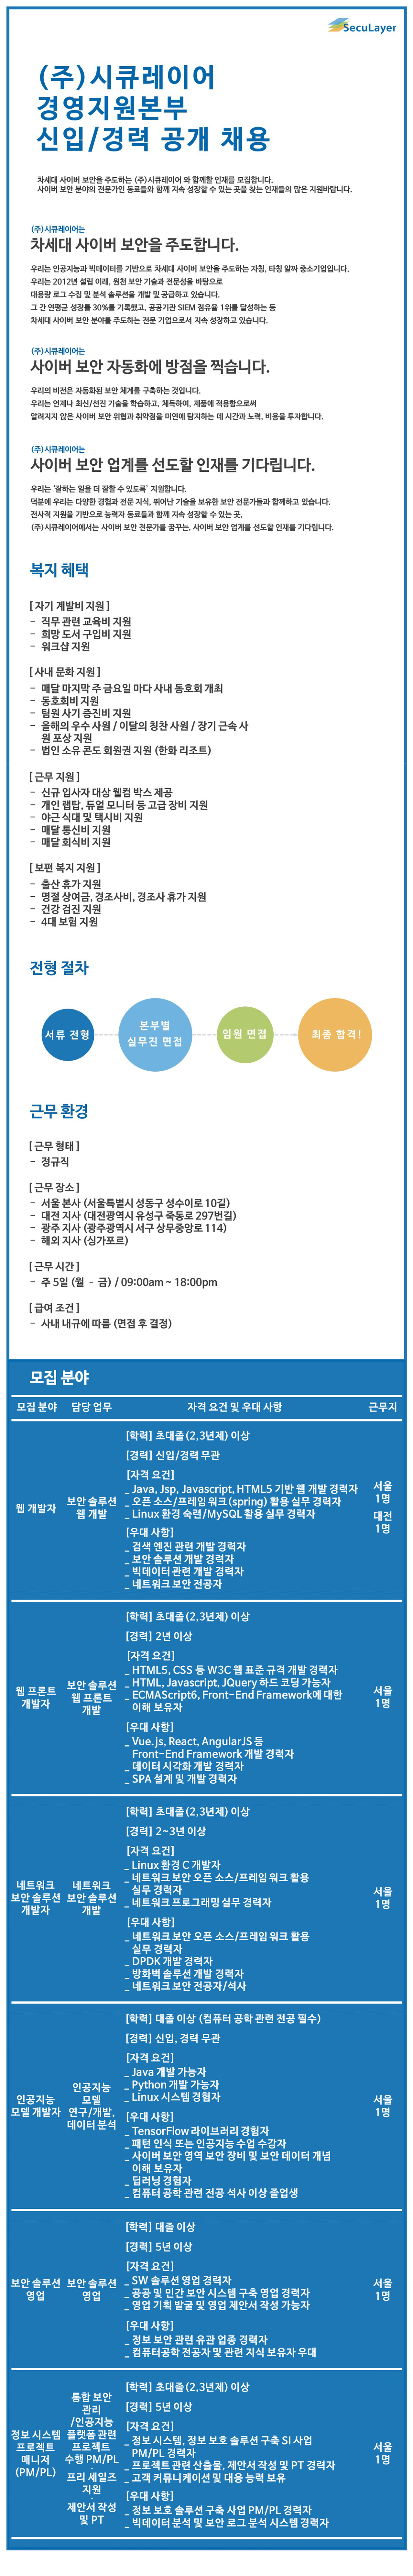 SecuLayer
(주)시큐레이어
경영지원본부
신입/경력 공개 채용
차세대 사이버 보안을 주도하는 (주)시큐레이어 와 함께할 인재를 모집합니다.
사이버 보안 분야의 전문가인 동료들와 함께 지속 성장할 수 있는 곳을 찾는 인재들의 많은 지원바랍니다.
(주)시큐레이어는
차세대 사이버 보안을 주도합니다.
우리는 인공지능과 빅데이터를 기반으로 차세대 사이버 보안을 주도하는 자칭, 타칭 알짜 중소기업입니다.
우리는 2012년 설립 이래, 원천 보안 기술과 전문성을 바탕으로
대용량 로그 수집 및 분석 솔루션을 개발 및 공급하고 있습니다.
그 간 연평균 성장률 30%를 기록했고, 공공기관 SIEM 점유율 1위를 달성하는 등
차세대 사이버 보안 분야를 주도하는 전문 기업으로서 지속 성장하고 있습니다.
(주)시큐레이어는
사이버 보안 자동화에 방점을 찍습니다.
우리의 비전은 자동화된 보안 체계를 구축하는 것입니다.
우리는 언제나 최신/선진 기술을 학습하고, 체득하여, 제품에 적용함으로써
알려지지 않은 사이버 보안 위협과 취약점을 미연에 탐지하는 데 시간과 노력, 비용을 투자합니다.
(주)시큐레이어는
사이버 보안 업계를 선도할 인재를 기다립니다.
우리는 '잘하는 일을 더 잘할 수 있도록' 지원합니다.
덕분에 우리는 다양한 경험과 전문 지식, 뛰어난 기술을 보유한 보안 전문가들과 함께하고 있습니다.
전사적 지원을 기반으로 능력자 동료들과 함께 지속 성장할 수 있는 곳,
(주)시큐레이어에서는 사이버 보안 전문가를 꿈꾸는, 사이버 보안 업계를 선도할 인재를 기다립니다.
복지 혜택
[ 자기 계발비 지원 ]
- 직무 관련 교육비 지원
- 희망 도서 구입비 지원
- 워크샵 지원
[ 사내 문화 지원 ]
- 매달 마지막 주 금요일 마다 사내 동호회 개최
- 동호회비 지원
- 팀원 사기 증진비 지원
- 올해의 우수 사원 / 이달의 칭찬 사원 / 장기 근속 사
원 포상 지원
- 법인 소유 콘도 회원권 지원 (한화 리조트)
[ 근무 지원 ]
- 신규 입사자 대상 웰컴 박스 제공
- 개인 랩탑, 듀얼 모니터 등 고급 장비 지원
- 야근 식대 및 택시비 지원
- 매달 통신비 지원
- 매달 회식비 지원
[ 보편 복지 지원 ]
- 출산 휴가 지원
- 명절 상여금, 경조사비, 경조사 휴가 지원
- 건강 검진 지원
- 4대 보험 지원
전형 절차
서류 전형
본부별
실무진 면접
임원 면접
최종 합격!
근무 환경
[ 근무 형태 ]
- 정규직
[ 근무 장소 ]
- 서울 본사 (서울특별시 성동구 성수이로 10길)
- 대전 지사 (대전광역시 유성구 죽동로 297번길)
- 광주 지사 (광주광역시 서구 상무중앙로 114)
- 해외 지사 (싱가포르)
[ 근무 시간 ]
- 주 5일 (월 - 금) / 09:00am ~ 18:00pm
[ 급여 조건 ]
- 사내 내규에 따름 (면접 후 결정)
모집 분야
모집 분야 담당 업무 자격 요건 및 우대 사항 근무지
웹 개발자
보안 솔루션
웹 개발
[학력] 초대졸(2,3년제) 이상
[경력] 신입/경력 무관
[자격 요건]
_ Java, Jsp, Javascript, HTML5 기반 웹 개발 경력자
_ 오픈 소스/프레임 워크(spring) 활용 실무 경력자
_ Linux 환경 숙련/MySQL 활용 실무 경력자
[우대 사항]
_ 검색 엔진 관련 개발 경력자
_ 보안 솔루션 개발 경력자
_ 빅데이터 관련 개발 경력자
_ 네트워크 보안 전공자
서울
1명
대전
1명
웹 프론트
개발자
보안 솔루션
웹 프론트
개발
[학력] 초대졸(2,3년제) 이상
[경력] 2년 이상
[자격 요건]
_ HTML5, CSS 등 W3C 웹 표준 규격 개발 경력자
_ HTML, Javascript, JQuery 하드 코딩 가능자
_ ECMAScript6, Front-End Framework에 대한
이해 보유자
[우대 사항]
_ Vue.js, React, AngularJS 등
Front-End Framework 개발 경력자
_ 데이터 시각화 개발 경력자
_ SPA 설계 및 개발 경력자
서울
1명
네트워크
보안 솔루션
개발자
네트워크
보안 솔루션
개발
[학력] 초대졸(2,3년제) 이상
[경력] 2~3년 이상
[자격 요건]
_ Linux 환경 C 개발자
_ 네트워크 보안 오픈 소스/프레임 워크 활용
실무 경력자
_ 네트워크 프로그래밍 실무 경력자
[우대 사항]
_ 네트워크 보안 오픈 소스/프레임 워크 활용
실무 경력자
_ DPDK 개발 경력자
_ 방화벽 솔루션 개발 경력자
_ 네트워크 보안 전공자/석사
서울
1명
인공지능
모델 개발자
인공지능
모델
연구/개발,
데이터 분석
[학력] 대졸 이상 (컴퓨터 공학 관련 전공 필수)
[경력] 신입, 경력 무관
[자격 요건]
_ Java 개발 가능자
_ Python 개발 가능자
_ Linux 시스템 경험자
[우대 사항]
_ TensorFlow 라이브러리 경험자
_ 패턴 인식 또는 인공지능 수업 수강자
_ 사이버 보안 영역 보안 장비 및 보안 데이터 개념
이해 보유자
_ 딥러닝 경험자
_ 컴퓨터 공학 관련 전공 석사 이상 졸업생
서울
1명
보안 솔루션
영업
보안 솔루션
영업
[학력] 대졸 이상
[경력] 5년 이상
[자격 요건]
_ SW 솔루션 영업 경력자
_ 공공 및 민간 보안 시스템 구축 영업 경력자
_ 영업 기획 발굴 및 영업 제안서 작성 가능자
[우대 사항]
_ 정보 보안 관련 유관 업종 경력자
_ 컴퓨터공학 전공자 및 관련 지식 보유자 우대
서울
1명
정보 시스템
프로젝트
매니저
(PM/PL)
통합 보안
관리
/인공지능
플랫폼 관련
프로젝트
수행 PM/PL
-
프리 세일즈
지원
-
제안서 작성
및 PT
[학력] 초대졸(2,3년제) 이상
[경력] 5년 이상
[자격 요건]
_ 정보 시스템, 정보 보호 솔루션 구축 SI 사업
PM/PL 경력자
_ 프로젝트 관련 산출물, 제안서 작성 및 PT 경력자
_ 고객 커뮤니케이션 및 대응 능력 보유
[우대 사항]
_ 정보 보호 솔루션 구축 사업 PM/PL 경력자
_ 빅데이터 분석 및 보안 로그 분석 시스템 경력자
서울
1명